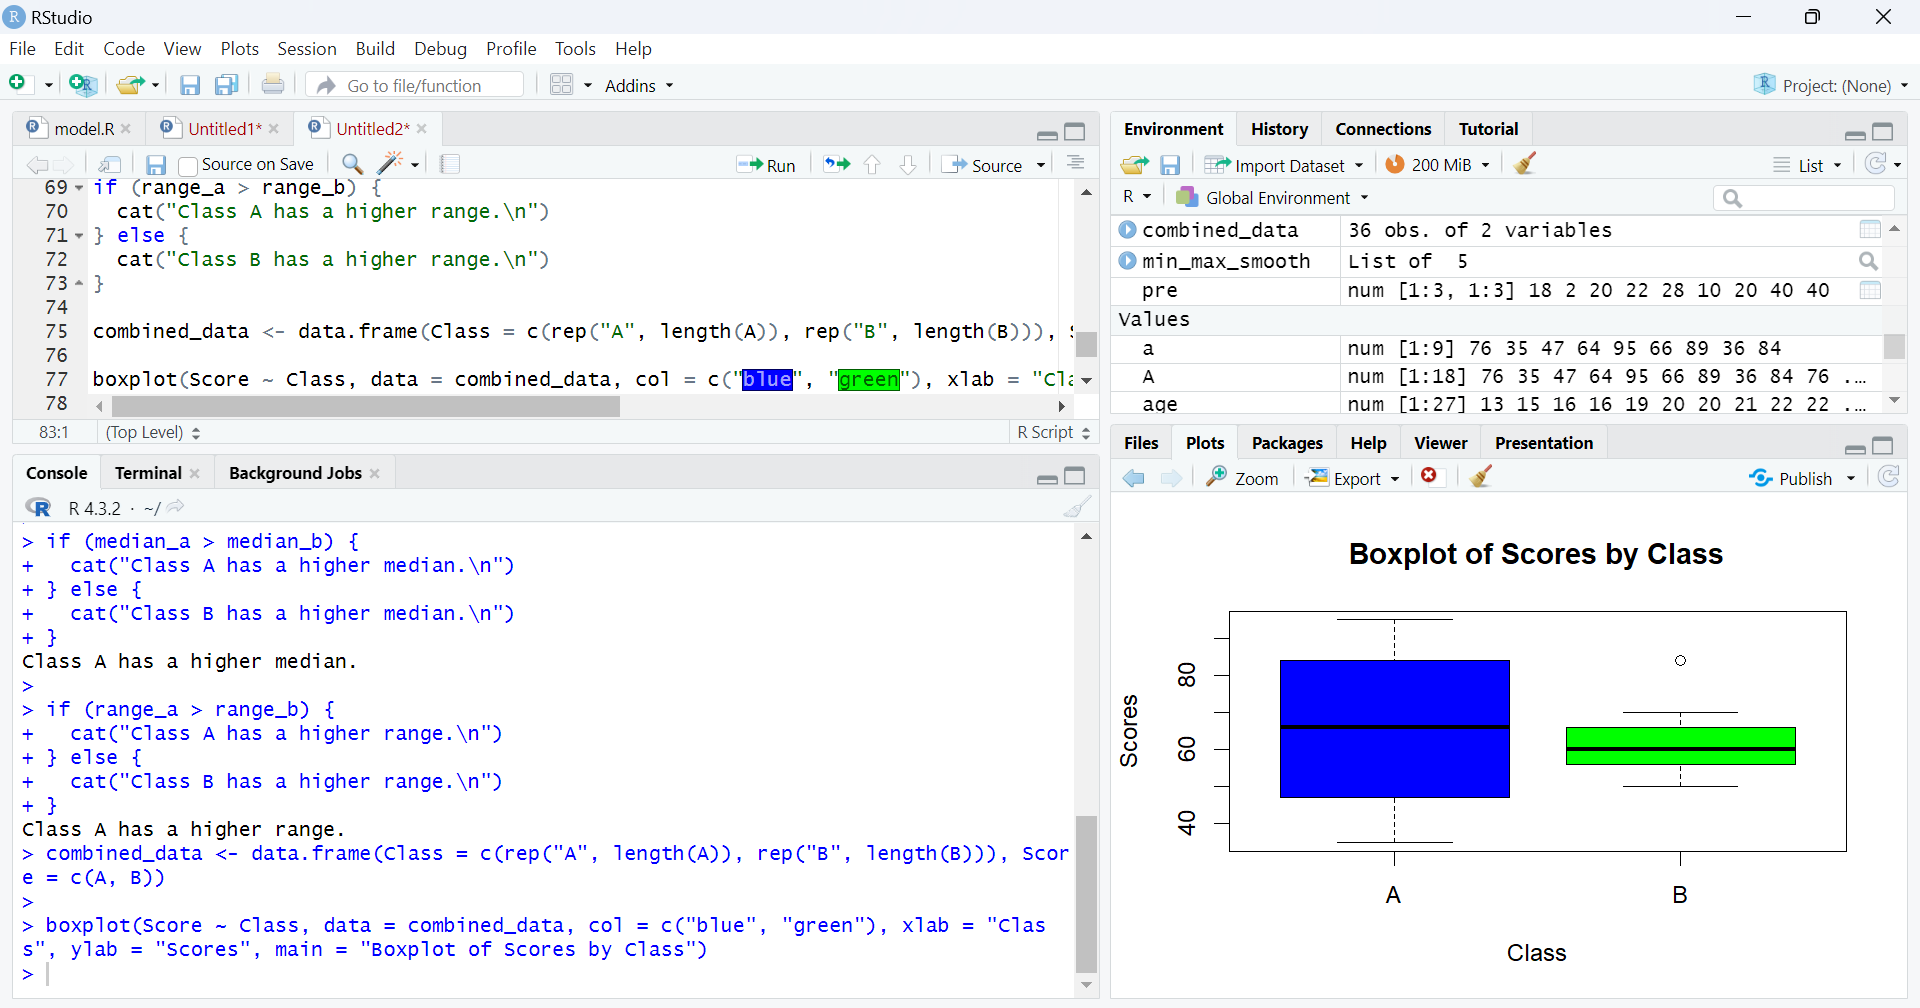 RStudio
File Edit Code View Plots Session Build Debug Profile Tools Help
Go to file/function Addins Project: (None)
model.R Untitled1* Untitled2*
Source on Save Run Source
69 if (range_a > range_b) {
70   cat("Class A has a higher range.\n")
71 } else {
72   cat("Class B has a higher range.\n")
73 }
74
75 combined_data <- data.frame(Class = c(rep("A", length(A)), rep("B", length(B))),
76
77 boxplot(Score ~ Class, data = combined_data, col = c("blue", "green"), xlab = "Cla
78
83:1 (Top Level) R Script
Console Terminal Background Jobs
R 4.3.2 · ~/
> if (median_a > median_b) {
+   cat("Class A has a higher median.\n")
+ } else {
+   cat("Class B has a higher median.\n")
+ }
Class A has a higher median.
>
> if (range_a > range_b) {
+   cat("Class A has a higher range.\n")
+ } else {
+   cat("Class B has a higher range.\n")
+ }
Class A has a higher range.
> combined_data <- data.frame(Class = c(rep("A", length(A)), rep("B", length(B))), Scor
e = c(A, B))
>
> boxplot(Score ~ Class, data = combined_data, col = c("blue", "green"), xlab = "Clas
s", ylab = "Scores", main = "Boxplot of Scores by Class")
>
Environment History Connections Tutorial
Import Dataset 200 MiB List
R Global Environment
combined_data 36 obs. of 2 variables
min_max_smooth List of 5
pre num [1:3, 1:3] 18 2 20 22 28 10 20 40 40
Values
a num [1:9] 76 35 47 64 95 66 89 36 84
A num [1:18] 76 35 47 64 95 66 89 36 84 76 ...
age num [1:27] 13 15 16 16 19 20 20 21 22 22 ...
Files Plots Packages Help Viewer Presentation
Zoom Export Publish
Boxplot of Scores by Class
Scores
80
60
40
A B
Class